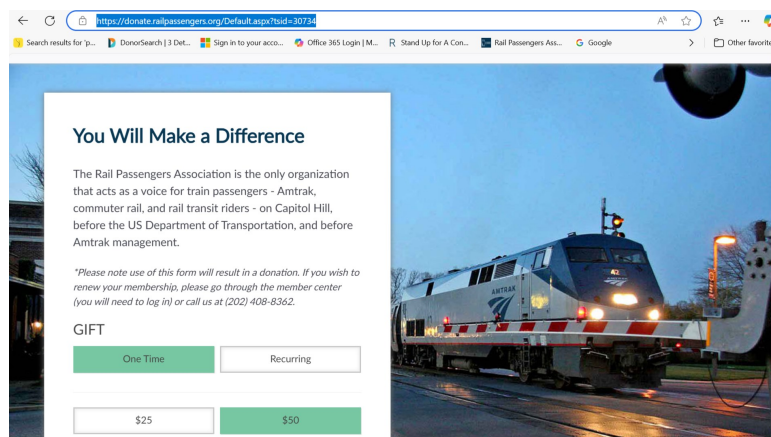 https://donate.railpassengers.org/Default.aspx?tsid=30734
Search results for 'p...
DonorSearch | 3 Det...
Sign in to your acco...
Office 365 Login | M...
Stand Up for A Con...
Rail Passengers Ass...
Google
Other favorite
You Will Make a Difference
The Rail Passengers Association is the only organization
that acts as a voice for train passengers - Amtrak,
commuter rail, and rail transit riders - on Capitol Hill,
before the US Department of Transportation, and before
Amtrak management.
*Please note use of this form will result in a donation. If you wish to
renew your membership, please go through the member center
(you will need to log in) or call us at (202) 408-8362.
GIFT
One Time
Recurring
$25
$50
42
AMTRAK